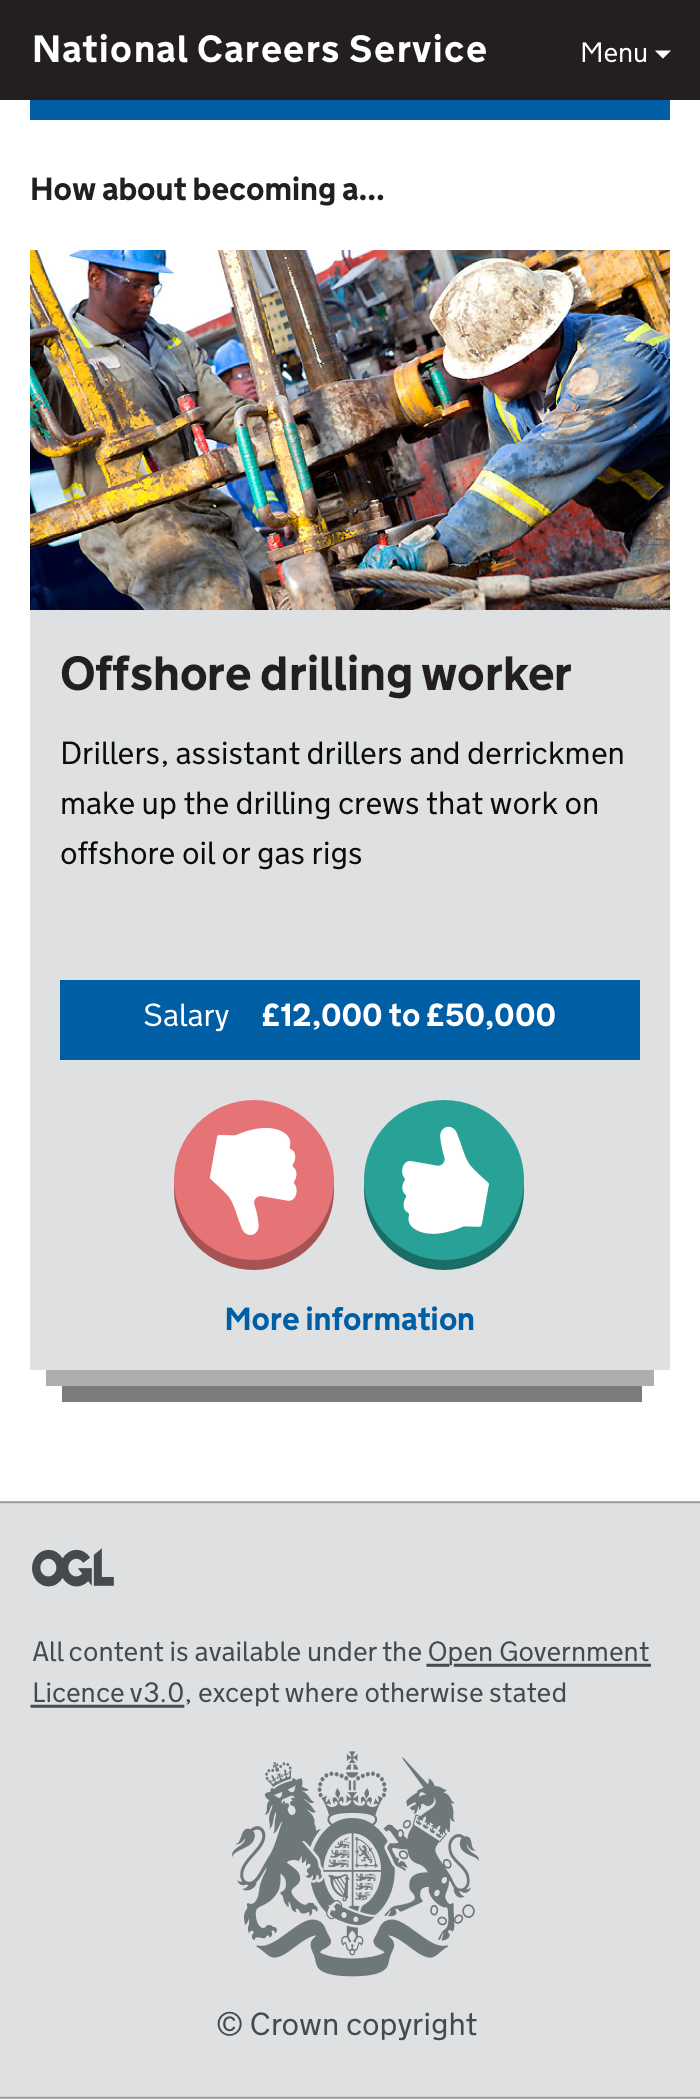 National Careers Service
Menu
How about becoming a...
Offshore drilling worker
Drillers, assistant drillers and derrickmen
make up the drilling crews that work on
offshore oil or gas rigs
Salary £12,000 to £50,000
More information
OGL
All content is available under the Open Government
Licence v3.0, except where otherwise stated
© Crown copyright